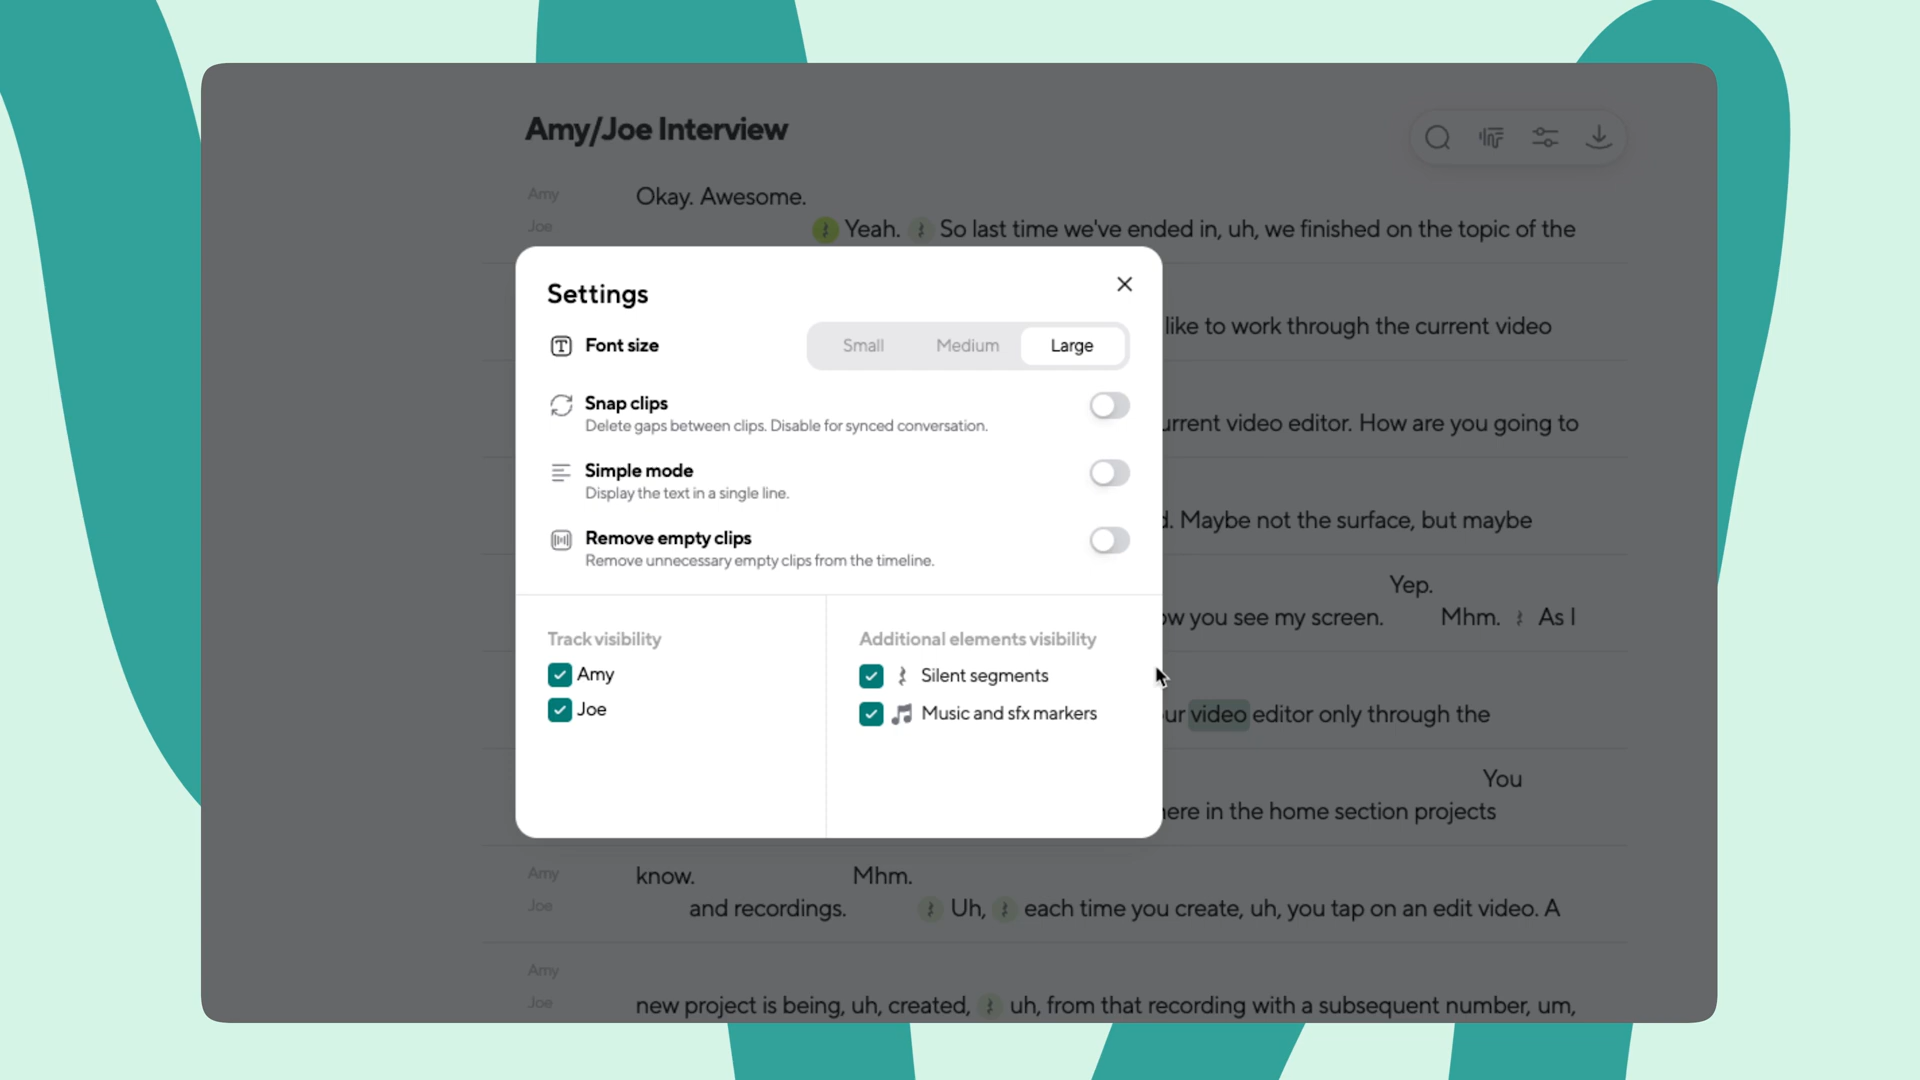 Amy/Joe Interview
Amy Okay. Awesome.
Joe Yeah. So last time we've ended in, uh, we finished on the topic of the
Settings
Font size Small Medium Large
like to work through the current video
Snap clips
Delete gaps between clips. Disable for synced conversation.
video editor. How are you going to
Simple mode
Display the text in a single line.
Maybe not the surface, but maybe
Remove empty clips
Remove unnecessary empty clips from the timeline.
Yep.
you see my screen. Mhm. As I
Track visibility
Amy
Joe
Additional elements visibility
Silent segments
Music and sfx markers
video editor only through the
You
in the home section projects
Amy know. Mhm.
Joe and recordings. Uh, each time you create, uh, you tap on an edit video. A
Amy
Joe new project is being, uh, created, uh, from that recording with a subsequent number, um,